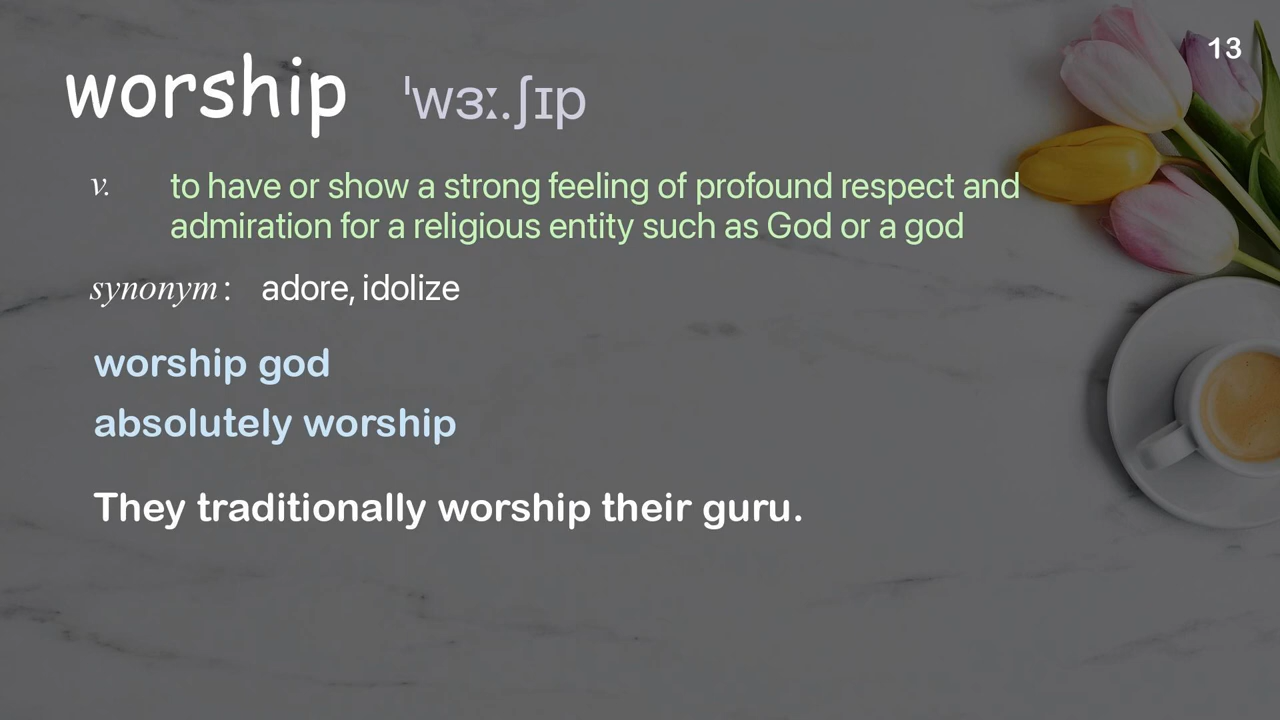 13
worship ˈwɜː.ʃɪp
v. to have or show a strong feeling of profound respect and
admiration for a religious entity such as God or a god
synonym : adore, idolize
worship god
absolutely worship
They traditionally worship their guru.